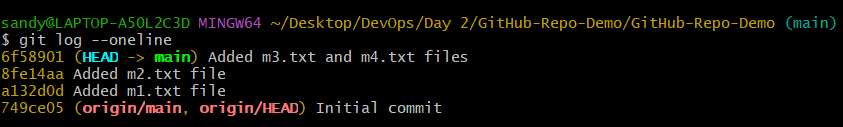 sandy@LAPTOP-A50L2C3D MINGW64 ~/Desktop/DevOps/Day 2/GitHub-Repo-Demo/GitHub-Repo-Demo (main)
$ git log --oneline
6f58901 (HEAD -> main) Added m3.txt and m4.txt files
8fe14aa Added m2.txt file
a132d0d Added m1.txt file
749ce05 (origin/main, origin/HEAD) Initial commit